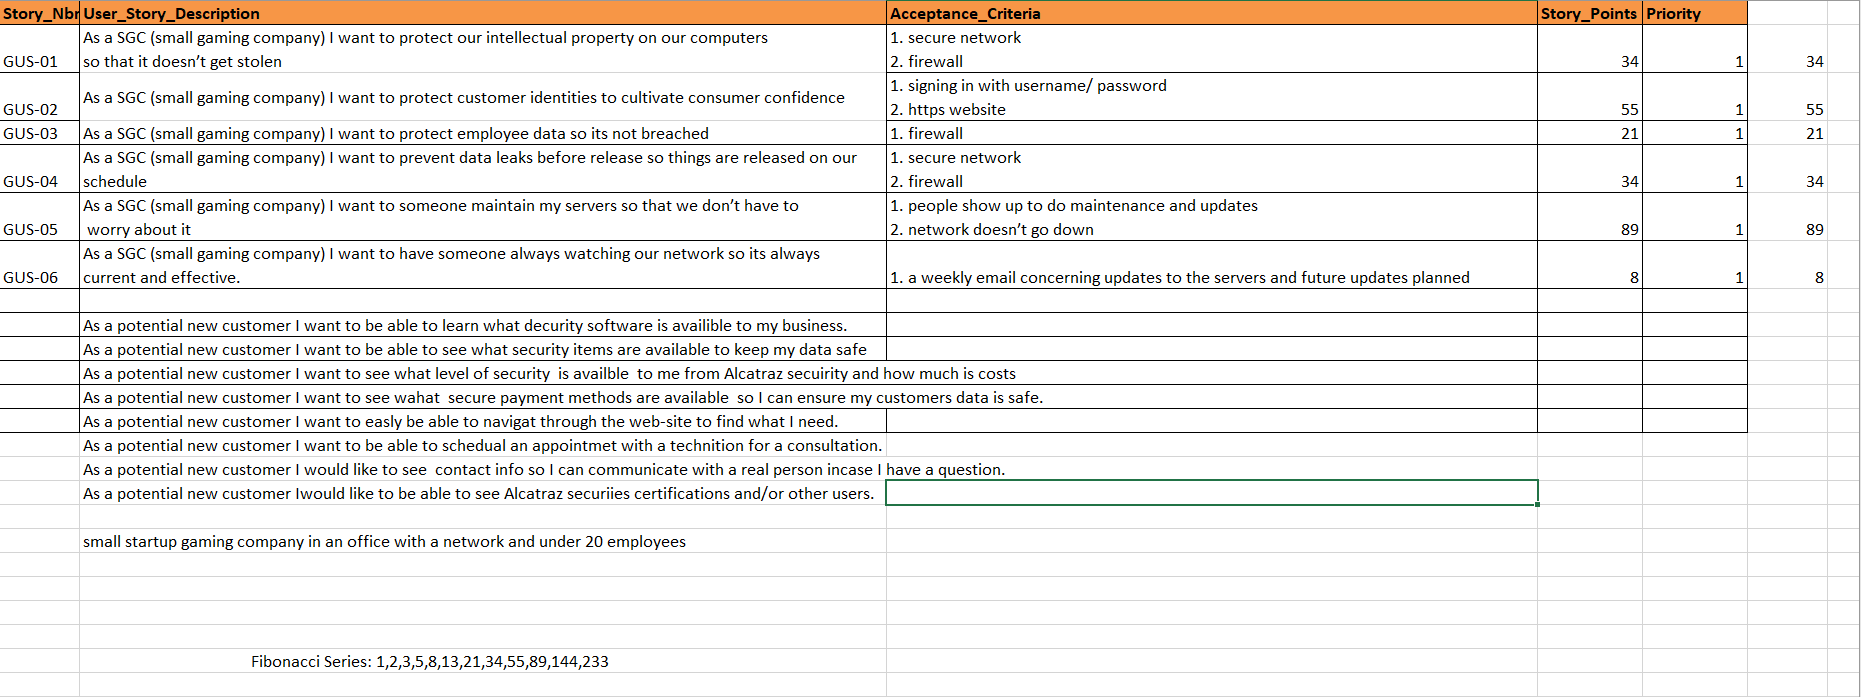 Story_Nbr User_Story_Description Acceptance_Criteria Story_Points Priority
As a SGC (small gaming company) I want to protect our intellectual property on our computers 1. secure network
GUS-01 so that it doesn’t get stolen 2. firewall 34 1 34
1. signing in with username/ password
GUS-02 As a SGC (small gaming company) I want to protect customer identities to cultivate consumer confidence 2. https website 55 1 55
GUS-03 As a SGC (small gaming company) I want to protect employee data so its not breached 1. firewall 21 1 21
As a SGC (small gaming company) I want to prevent data leaks before release so things are released on our 1. secure network
GUS-04 schedule 2. firewall 34 1 34
As a SGC (small gaming company) I want to someone maintain my servers so that we don’t have to 1. people show up to do maintenance and updates
GUS-05 worry about it 2. network doesn’t go down 89 1 89
As a SGC (small gaming company) I want to have someone always watching our network so its always
GUS-06 current and effective. 1. a weekly email concerning updates to the servers and future updates planned 8 1 8
As a potential new customer I want to be able to learn what decurity software is availible to my business.
As a potential new customer I want to be able to see what security items are available to keep my data safe
As a potential new customer I want to see what level of security is availble to me from Alcatraz secuirity and how much is costs
As a potential new customer I want to see wahat secure payment methods are available so I can ensure my customers data is safe.
As a potential new customer I want to easly be able to navigat through the web-site to find what I need.
As a potential new customer I want to be able to schedual an appointmet with a technition for a consultation.
As a potential new customer I would like to see contact info so I can communicate with a real person incase I have a question.
As a potential new customer Iwould like to be able to see Alcatraz securiies certifications and/or other users.
small startup gaming company in an office with a network and under 20 employees
Fibonacci Series: 1,2,3,5,8,13,21,34,55,89,144,233